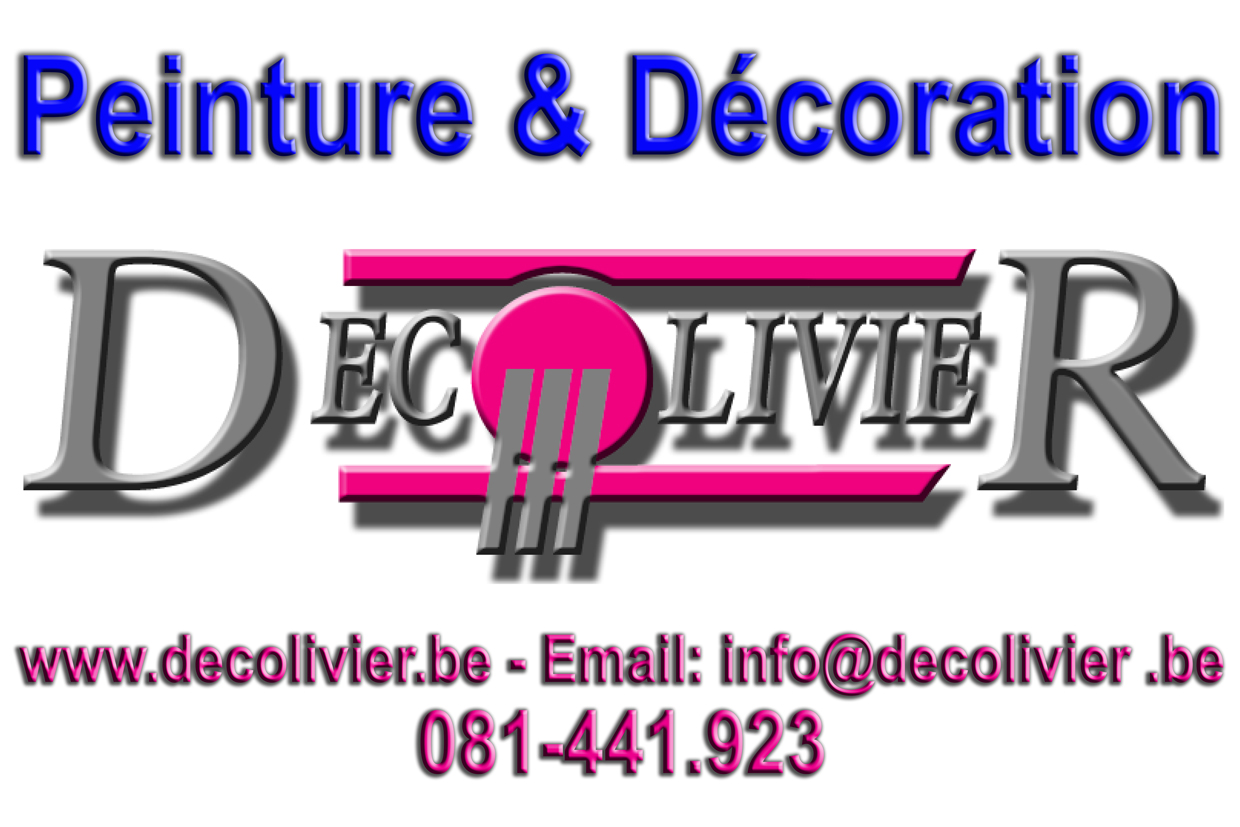 Peinture & Décoration
DECOLIVIER
www.decolivier.be - Email: info@decolivier .be
081-441.923